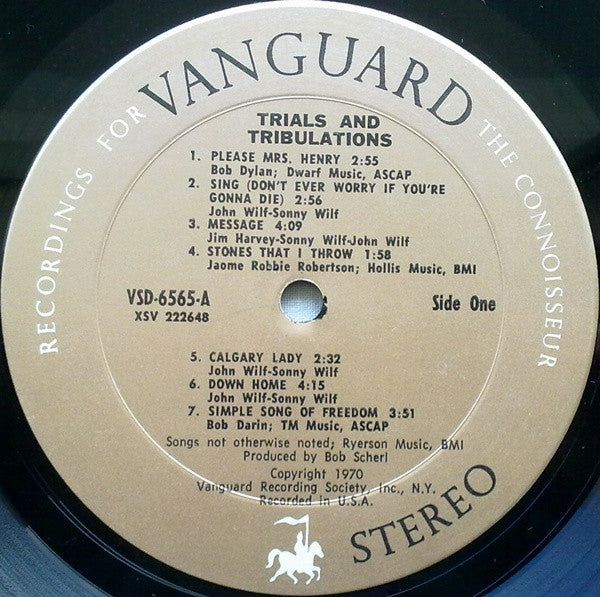 RECORDINGS FOR VANGUARD THE CONNOISSEUR
TRIALS AND
TRIBULATIONS
1. PLEASE MRS. HENRY 2:55
Bob Dylan; Dwarf Music, ASCAP
2. SING (DON'T EVER WORRY IF YOU'RE
GONNA DIE) 2:56
John Wilf-Sonny Wilf
3. MESSAGE 4:09
Jim Harvey-Sonny Wilf-John Wilf
4. STONES THAT I THROW 1:58
Jaome Robbie Robertson; Hollis Music, BMI
VSD-6565-A
XSV 222648
Side One
5. CALGARY LADY 2:32
John Wilf-Sonny Wilf
6. DOWN HOME 4:15
John Wilf-Sonny Wilf
7. SIMPLE SONG OF FREEDOM 3:51
Bob Darin; TM Music, ASCAP
Songs not otherwise noted; Ryerson Music, BMI
Produced by Bob Scherl
Copyright 1970
Vanguard Recording Society, Inc., N.Y.
Recorded in U.S.A.
STEREO